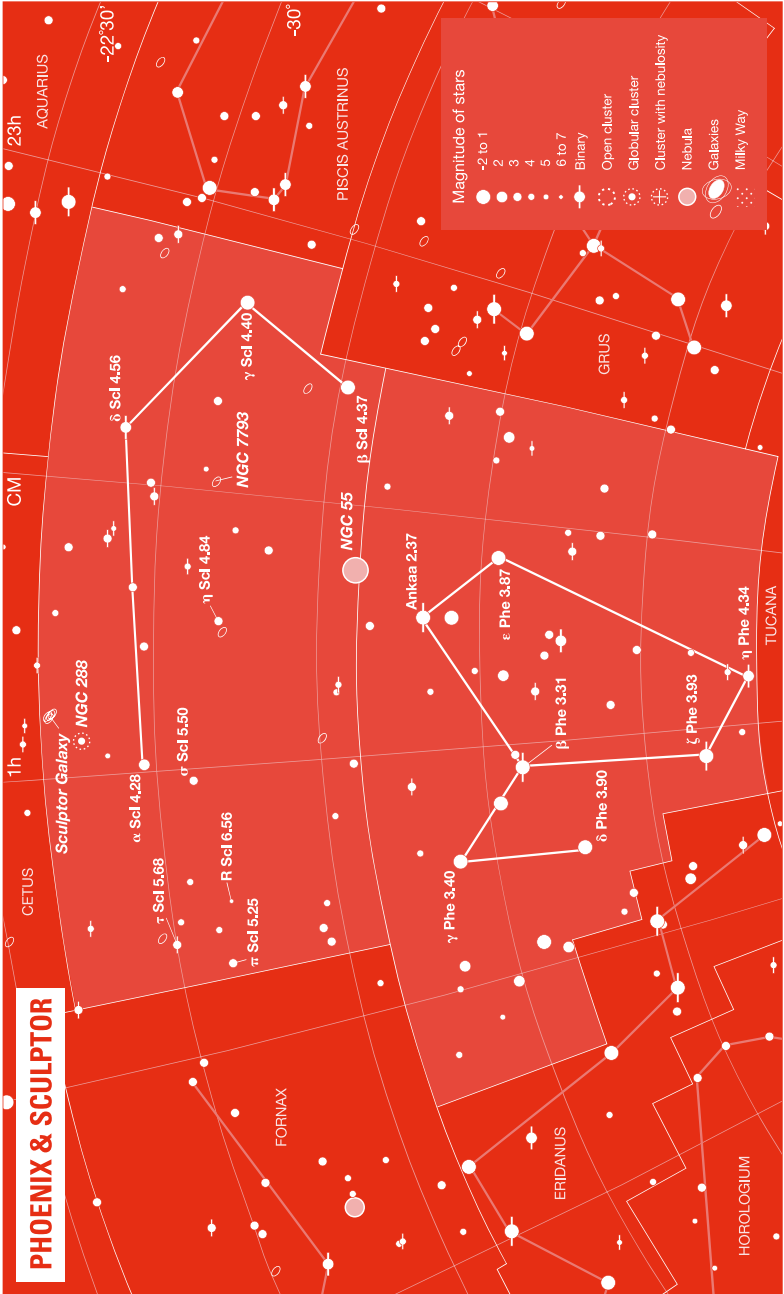 PHOENIX & SCULPTOR
CETUS
1h
CM
23h
AQUARIUS
-22°30'
-30°
Sculptor Galaxy
NGC 288
δ Scl 4.56
α Scl 4.28
σ Scl 5.50
τ Scl 5.68
R Scl 6.56
π Scl 5.25
η Scl 4.84
NGC 7793
γ Scl 4.40
β Scl 4.37
PISCIS AUSTRINUS
FORNAX
NGC 55
Ankaa 2.37
ε Phe 3.87
γ Phe 3.40
β Phe 3.31
δ Phe 3.90
ζ Phe 3.93
η Phe 4.34
GRUS
ERIDANUS
HOROLOGIUM
TUCANA
Magnitude of stars
-2 to 1
2
3
4
5
6 to 7
Binary
Open cluster
Globular cluster
Cluster with nebulosity
Nebula
Galaxies
Milky Way